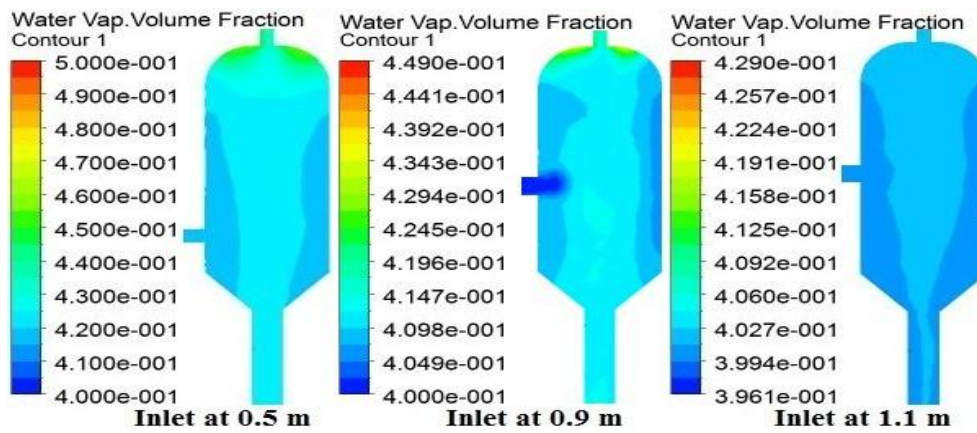 Water Vap.Volume Fraction
Contour 1
5.000e-001
4.900e-001
4.800e-001
4.700e-001
4.600e-001
4.500e-001
4.400e-001
4.300e-001
4.200e-001
4.100e-001
4.000e-001
Inlet at 0.5 m
Water Vap.Volume Fraction
Contour 1
4.490e-001
4.441e-001
4.392e-001
4.343e-001
4.294e-001
4.245e-001
4.196e-001
4.147e-001
4.098e-001
4.049e-001
4.000e-001
Inlet at 0.9 m
Water Vap.Volume Fraction
Contour 1
4.290e-001
4.257e-001
4.224e-001
4.191e-001
4.158e-001
4.125e-001
4.092e-001
4.060e-001
4.027e-001
3.994e-001
3.961e-001
Inlet at 1.1 m